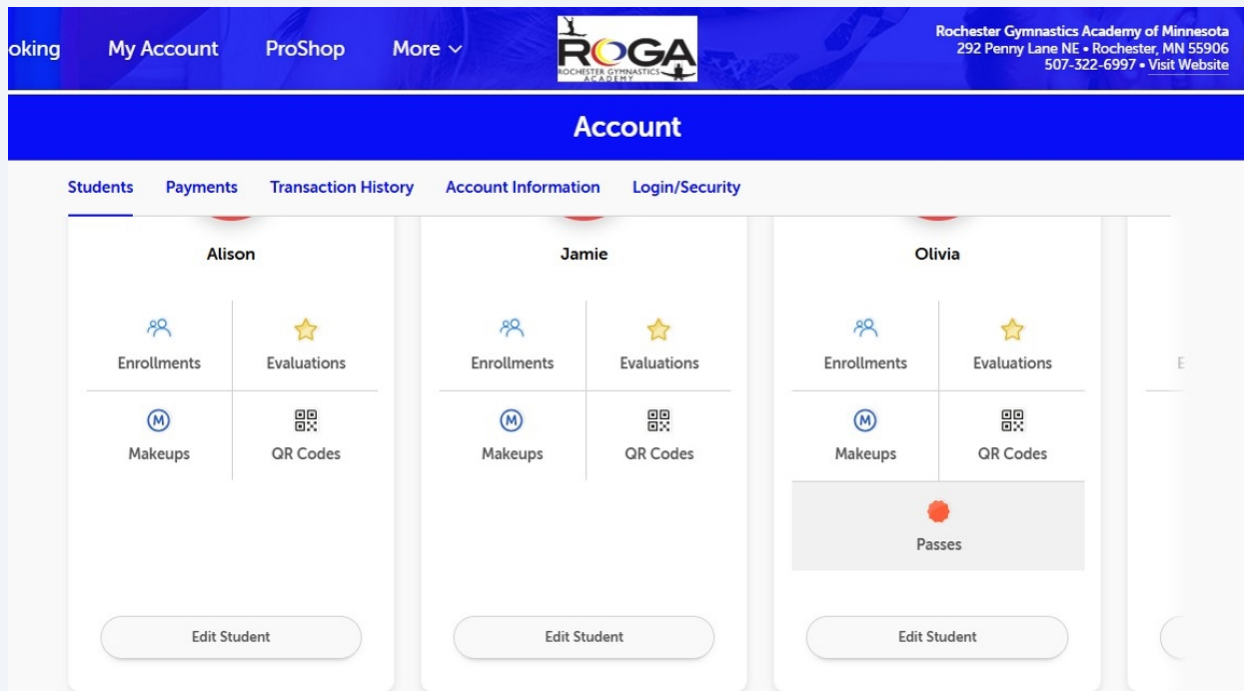 oking My Account ProShop More
ROGA
ROCHESTER GYMNASTICS
ACADEMY
Rochester Gymnastics Academy of Minnesota
292 Penny Lane NE • Rochester, MN 55906
507-322-6997 • Visit Website
Account
Students Payments Transaction History Account Information Login/Security
Alison Jamie Olivia
Enrollments Evaluations Enrollments Evaluations Enrollments Evaluations E
M M M
Makeups QR Codes Makeups QR Codes Makeups QR Codes
Passes
Edit Student Edit Student Edit Student